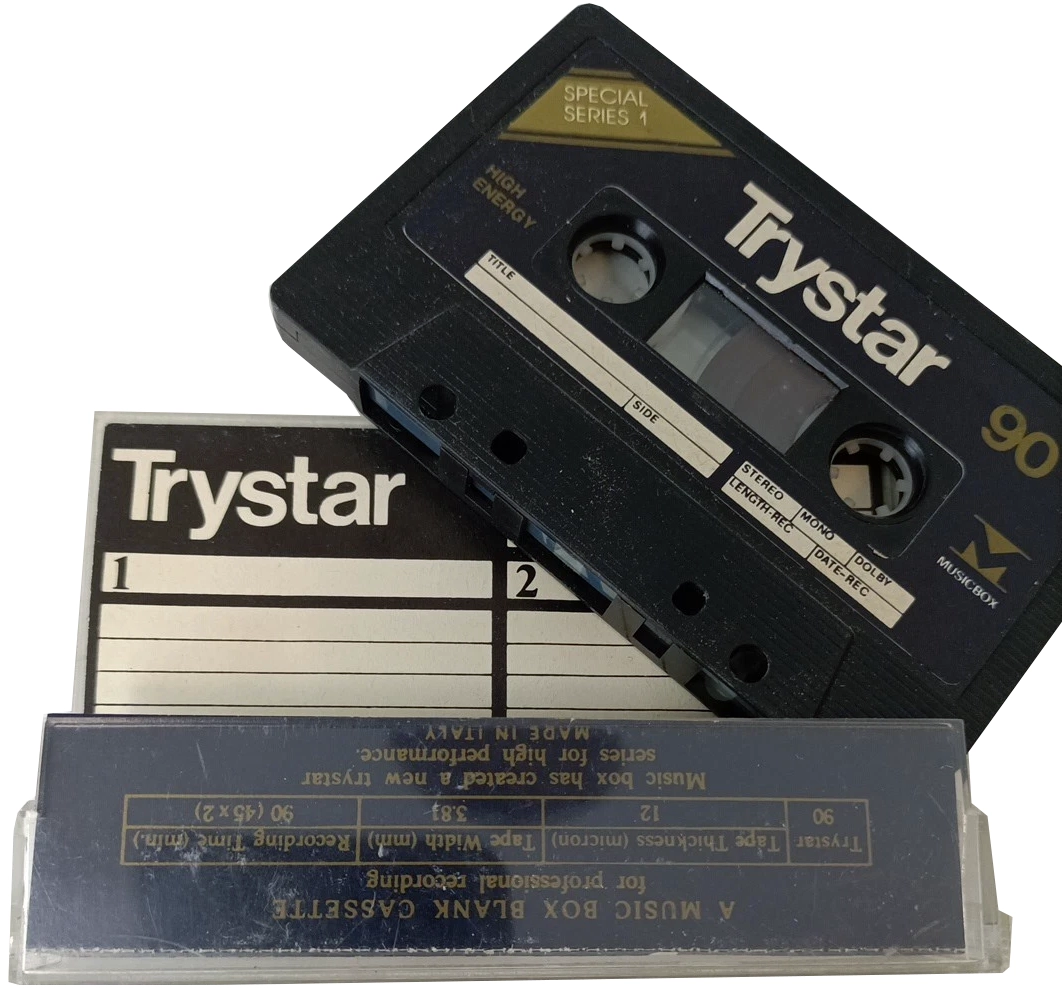 SPECIAL
SERIES 1
HIGH
ENERGY
Trystar
90
TITLE
SIDE
STEREO
MONO
DOLBY
LENGTH-REC
DATE-REC
MUSICBOX
Trystar
1
2
A MUSIC BOX BLANK CASSETTE
for professional recording
Trystar Tape Thickness (micron) Tape Width (mm) Recording Time (min.)
90 12 3.81 90 (45 x 2)
Music box has created a new trystar
series for high performance.
MADE IN ITALY